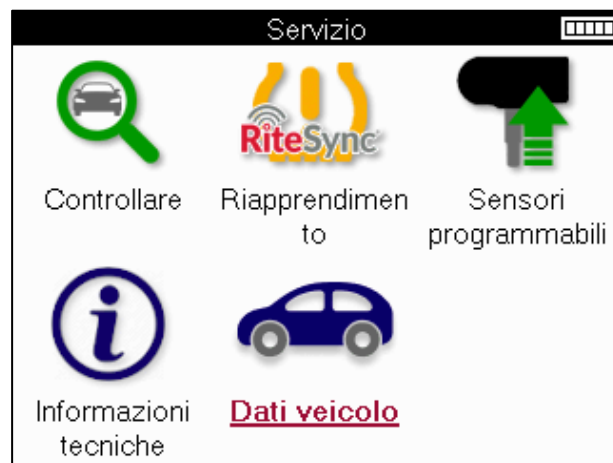 Servizio
RiteSync
Controllare
Riapprendimen
to
Sensori
programmabili
Informazioni
tecniche
Dati veicolo